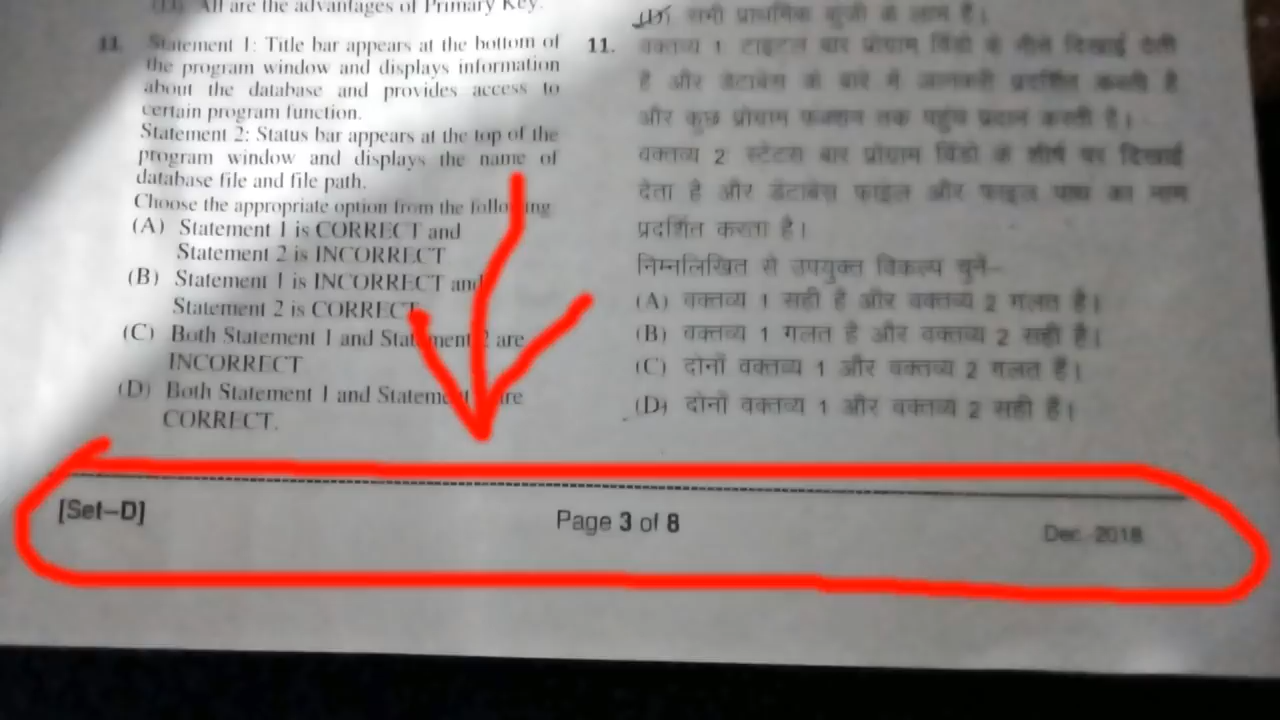 (D) All are the advantages of Primary Key.
11. Statement 1: Title bar appears at the bottom of
the program window and displays information
about the database and provides access to
certain program function.
Statement 2: Status bar appears at the top of the
program window and displays the name of
database file and file path.
Choose the appropriate option from the following
(A) Statement 1 is CORRECT and
Statement 2 is INCORRECT
(B) Statement 1 is INCORRECT and
Statement 2 is CORRECT
(C) Both Statement 1 and Statement 2 are
INCORRECT
(D) Both Statement 1 and Statement are
CORRECT.
(D) सभी प्राथमिक कुंजी के लाभ है।
11. वक्तव्य 1 टाइटल बार प्रोग्राम विंडो के नीचे दिखाई देती
है और डेटाबेस के बारे में जानकारी प्रदर्शित करती है
और कुछ प्रोग्राम फंक्शन तक पहुंच प्रदान करती है।
वक्तव्य 2 स्टेटस बार प्रोग्राम विंडो के शीर्ष पर दिखाई
देता है और डेटाबेस फाइल और फाइल पाथ का नाम
प्रदर्शित करता है।
निम्नलिखित से उपयुक्त विकल्प चुनें–
(A) वक्तव्य 1 सही है और वक्तव्य 2 गलत है।
(B) वक्तव्य 1 गलत है और वक्तव्य 2 सही है।
(C) दोनों वक्तव्य 1 और वक्तव्य 2 गलत हैं।
(D) दोनों वक्तव्य 1 और वक्तव्य 2 सही हैं।
[Set–D]
Page 3 of 8
Dec.-2018